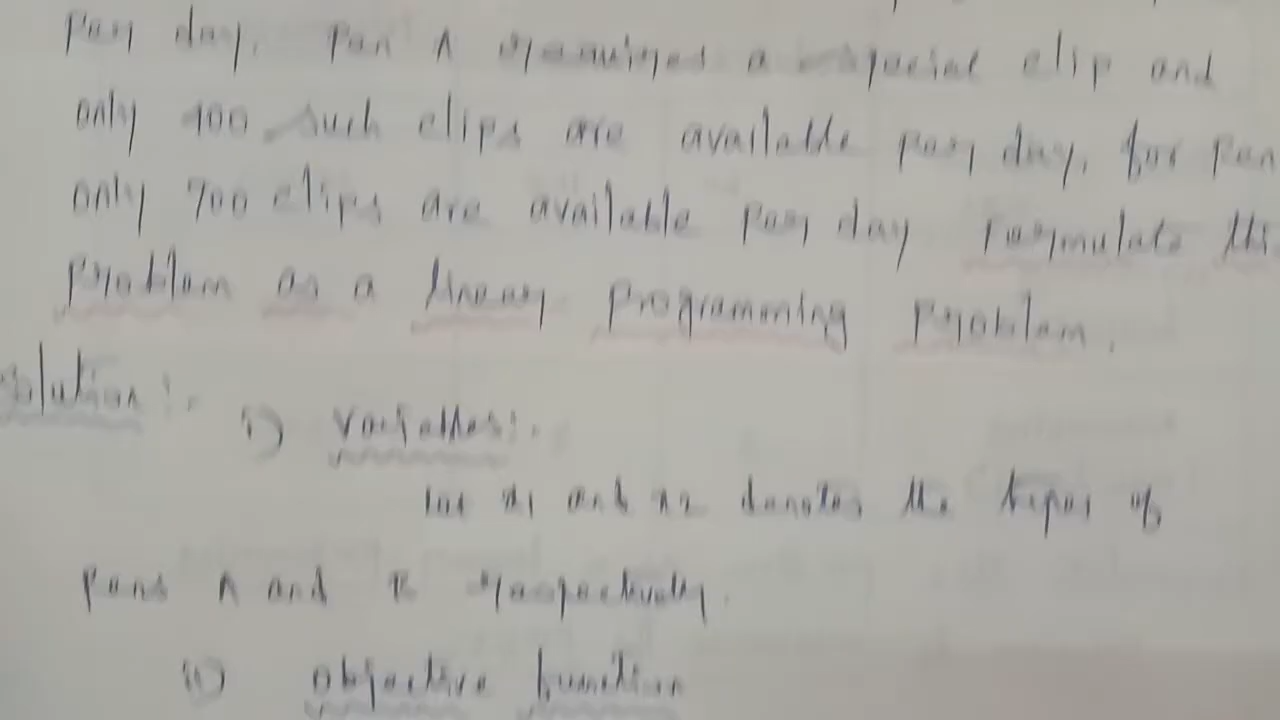 per day. Pen A requires a special clip and
only 400 such clips are available per day, for pen
only 700 clips are available per day Formulate this
problem as a linear programming problem.
Solution :-
i) Variables :-
Let x1 and x2 denotes the types of
pens A and B respectively.
ii) objective function